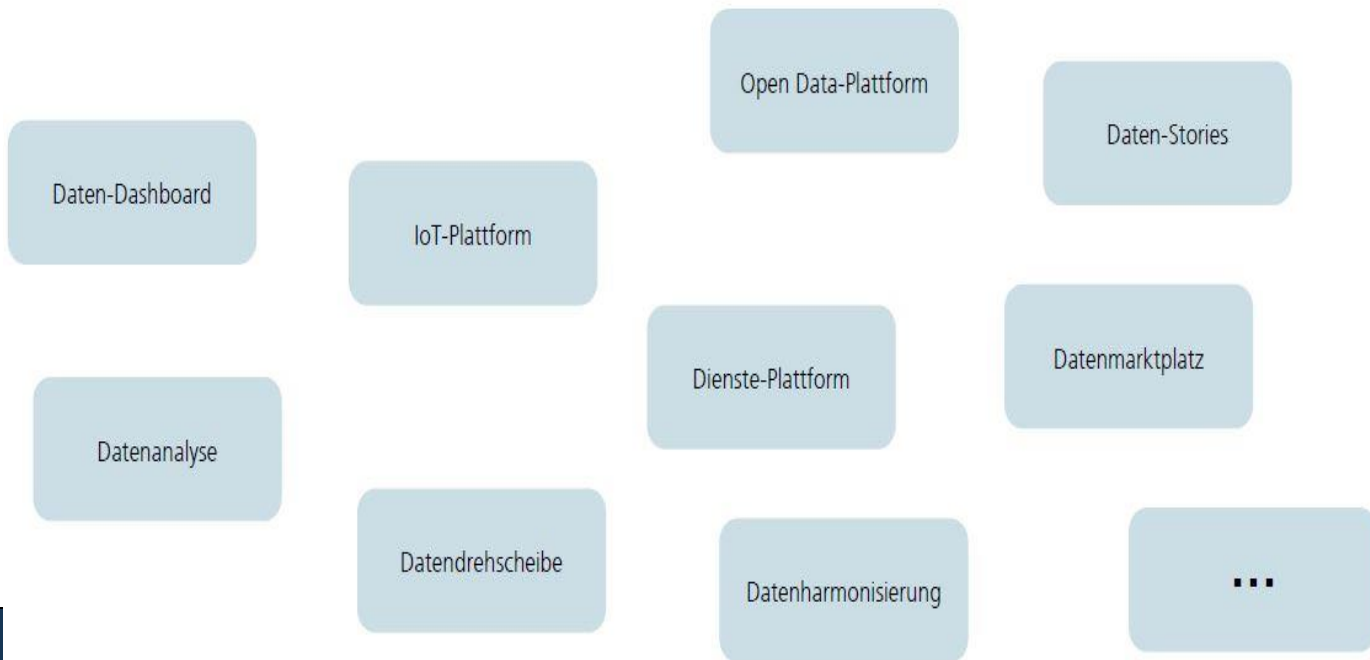 Open Data-Plattform
Daten-Stories
Daten-Dashboard
IoT-Plattform
Datenmarktplatz
Dienste-Plattform
Datenanalyse
Datendrehscheibe
Datenharmonisierung
...